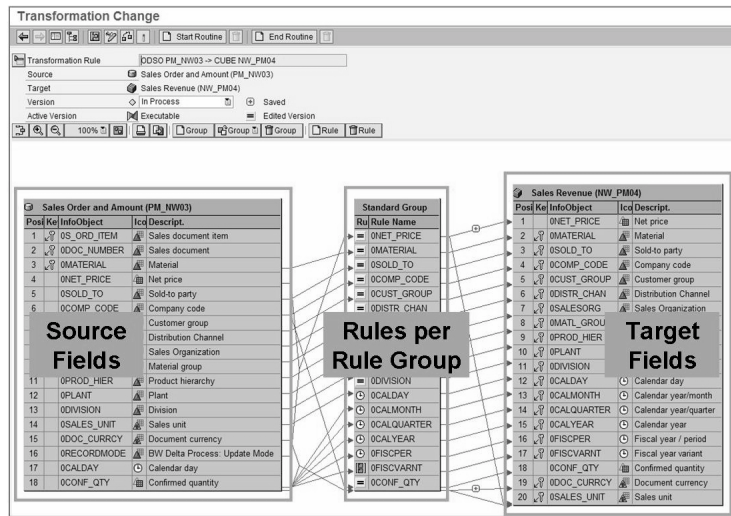 Transformation Change
Start Routine End Routine
Transformation Rule ODSO PM_NW03 -> CUBE NW_PM04
Source Sales Order and Amount (PM_NW03)
Target Sales Revenue (NW_PM04)
Version In Process Saved
Active Version Executable Edited Version
100% Group Group Group Rule Rule
Sales Order and Amount (PM_NW03)
Posi Ke InfoObject Ico Descript.
1 0S_ORD_ITEM Sales document item
2 0DOC_NUMBER Sales document
3 0MATERIAL Material
4 0NET_PRICE Net price
5 0SOLD_TO Sold-to party
6 0COMP_CODE Company code
Customer group
Distribution Channel
Sales Organization
Material group
11 0PROD_HIER Product hierarchy
12 0PLANT Plant
13 0DIVISION Division
14 0SALES_UNIT Sales unit
15 0DOC_CURRCY Document currency
16 0RECORDMODE BW Delta Process: Update Mode
17 0CALDAY Calendar day
18 0CONF_QTY Confirmed quantity
Source
Fields
Standard Group
Ru Rule Name
0NET_PRICE
0MATERIAL
0SOLD_TO
0COMP_CODE
0CUST_GROUP
0DISTR_CHAN
0DIVISION
0CALDAY
0CALMONTH
0CALQUARTER
0CALYEAR
0FISCPER
0FISCVARNT
0CONF_QTY
Rules per
Rule Group
Sales Revenue (NW_PM04)
Posi Key InfoObject Ico Descript.
1 0NET_PRICE Net price
2 0MATERIAL Material
3 0SOLD_TO Sold-to party
4 0COMP_CODE Company code
5 0CUST_GROUP Customer group
6 0DISTR_CHAN Distribution Channel
7 0SALESORG Sales Organization
8 0MATL_GROU
9 0PROD_HIER
10 0PLANT
11 0DIVISION
12 0CALDAY Calendar day
13 0CALMONTH Calendar year/month
14 0CALQUARTER Calendar year/quarter
15 0CALYEAR Calendar year
16 0FISCPER Fiscal year / period
17 0FISCVARNT Fiscal year variant
18 0CONF_QTY Confirmed quantity
19 0DOC_CURRCY Document currency
20 0SALES_UNIT Sales unit
Target
Fields